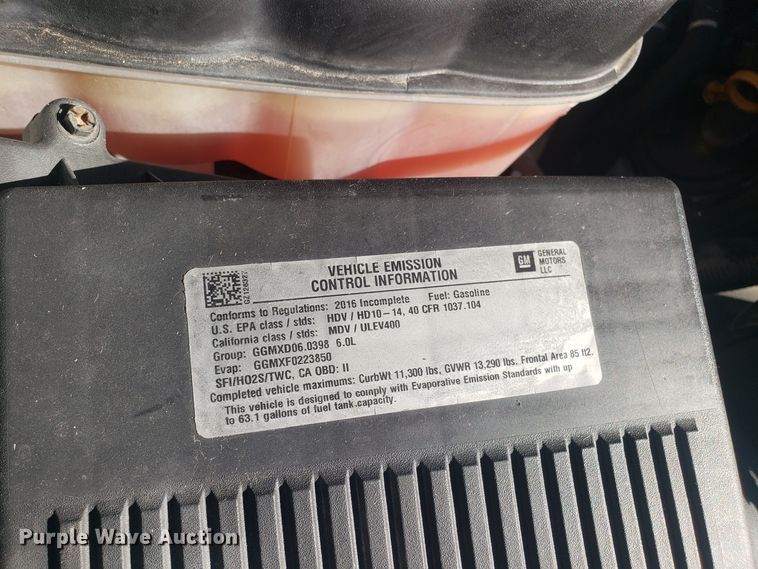 VEHICLE EMISSION
CONTROL INFORMATION
GM
GENERAL
MOTORS
LLC
Conforms to Regulations: 2016 Incomplete Fuel: Gasoline
U.S. EPA class / stds: HDV / HD10-14, 40 CFR 1037.104
California class / stds: MDV / ULEV400
Group: GGMXD06.0398 6.0L
Evap: GGMXF0223850
SFI/HO2S/TWC, CA OBD: II
Completed vehicle maximums: CurbWt 11,300 lbs, GVWR 13,290 lbs. Frontal Area 85 ft2.
This vehicle is designed to comply with Evaporative Emission Standards with up
to 63.1 gallons of fuel tank capacity.
Purple Wave Auction